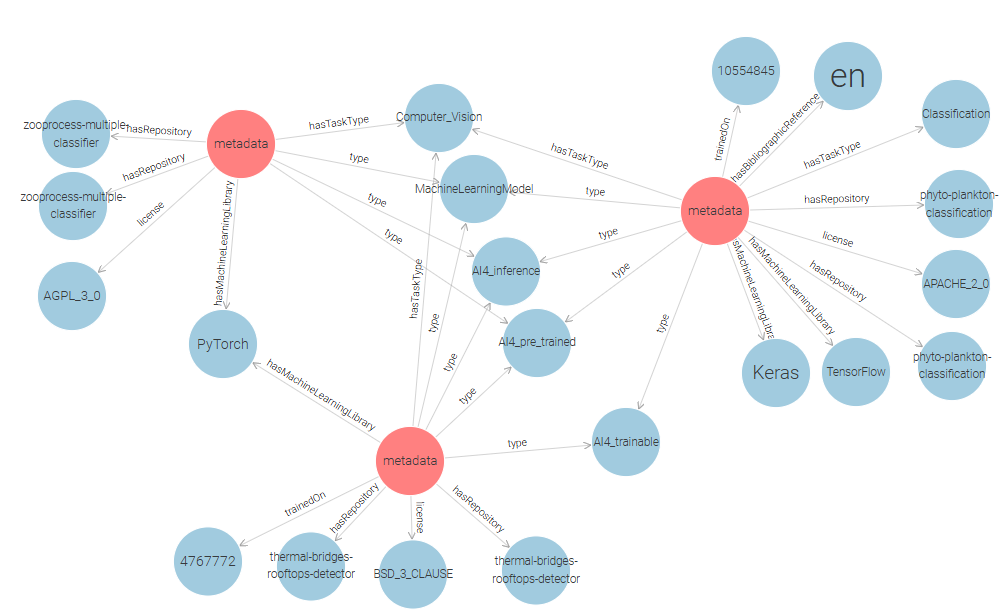 10554845
en
trainedOn
hasBibliographicReference
Computer_Vision
Classification
zooprocess-multiple-
classifier
hasRepository
metadata
hasTaskType
hasTaskType
hasTaskType
type
MachineLearningModel
type
hasRepository
zooprocess-multiple-
classifier
hasRepository
phyto-plankton-
classification
metadata
license
type
type
type
license
hasMachineLearningLibrary
sMachineLearningLibra
hasMachineLearningLibrary
AI4_inference
type
hasRepository
APACHE_2_0
AGPL_3_0
hasTaskType
type
type
PyTorch
AI4_pre_trained
type
Keras
TensorFlow
phyto-plankton-
classification
hasMachineLearningLibrary
type
type
AI4_trainable
metadata
trainedOn
hasRepository
license
hasRepository
4767772
thermal-bridges-
rooftops-detector
BSD_3_CLAUSE
thermal-bridges-
rooftops-detector